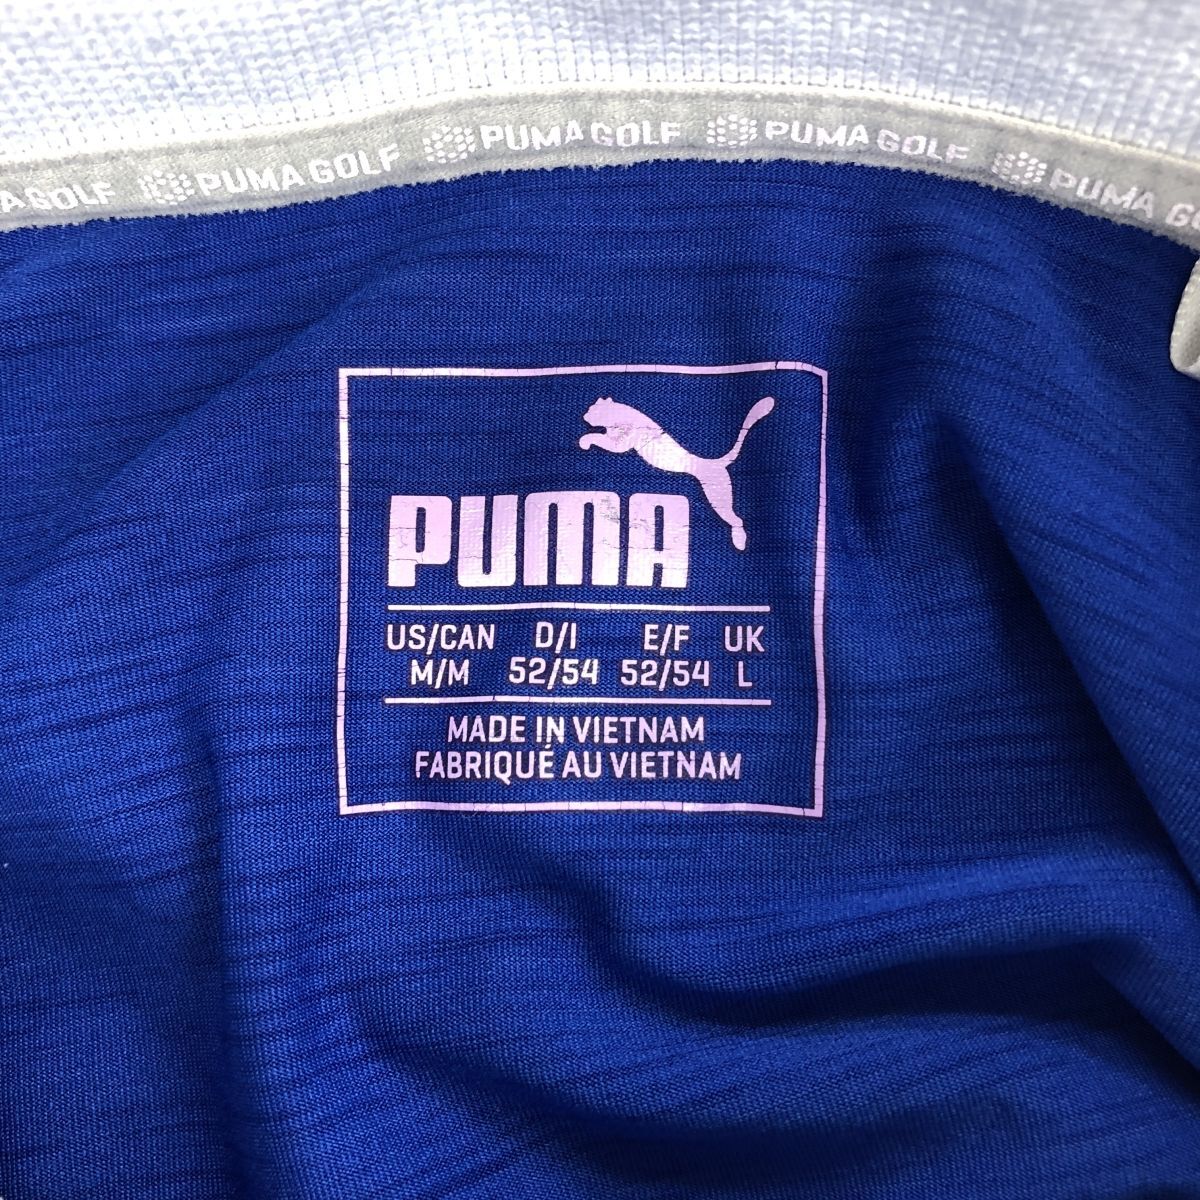 A GOLF PUMA GOLF PUMA GOLF PUMA GOLF PUMA G
PUMA
US/CAN D/I E/F UK
M/M 52/54 52/54 L
MADE IN VIETNAM
FABRIQUÉ AU VIETNAM